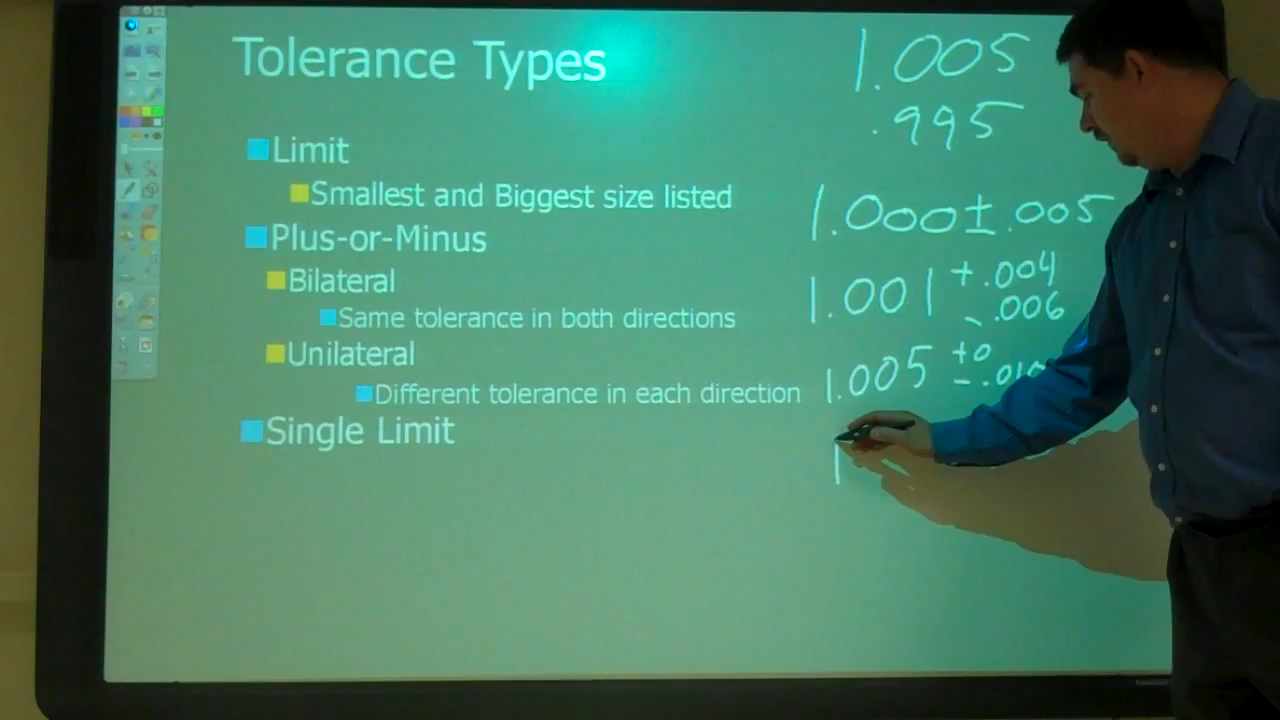 Tolerance Types
1.005
.995
Limit
Smallest and Biggest size listed
1.000±.005
Plus-or-Minus
Bilateral
1.001 +.004
-.006
Same tolerance in both directions
Unilateral
1.005 +0
-.010
Different tolerance in each direction
Single Limit
1